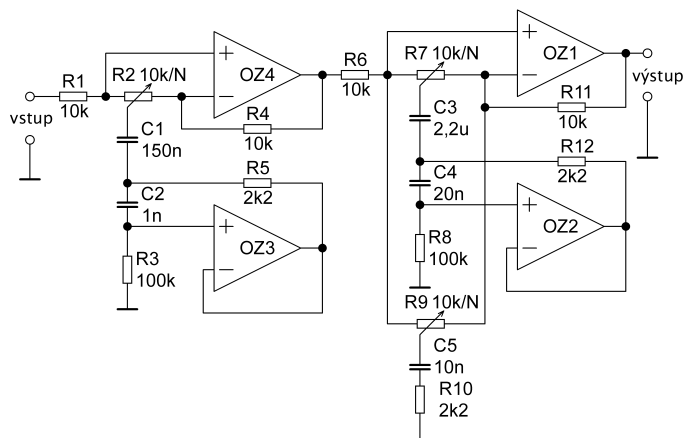 R1
10k
vstup
R2 10k/N
+
−
OZ4
R4
10k
C1
150n
C2
1n
R5
2k2
R3
100k
+
−
OZ3
R6
10k
R7 10k/N
+
−
OZ1
výstup
R11
10k
C3
2,2u
R12
2k2
C4
20n
+
−
OZ2
R8
100k
R9 10k/N
C5
10n
R10
2k2